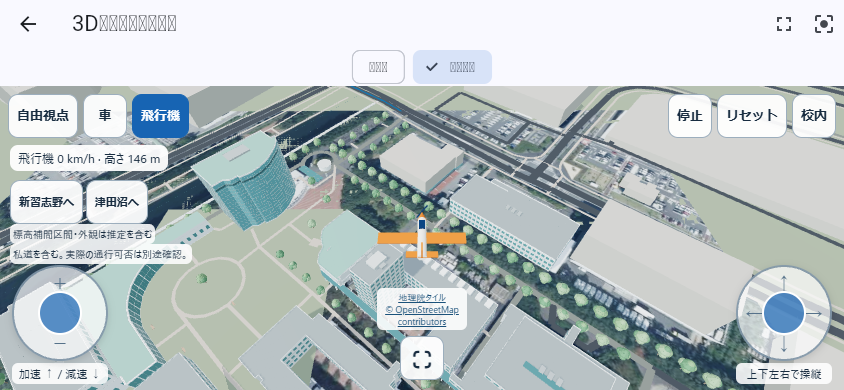 3D
自由視点
車
飛行機
停止
リセット
校内
飛行機 0 km/h · 高さ 146 m
新習志野へ
津田沼へ
標高補間区間・外観は推定を含む
私道を含む。実際の通行可否は別途確認。
地理院タイル
© OpenStreetMap
contributors
加速 ↑ / 減速 ↓
上下左右で操縦